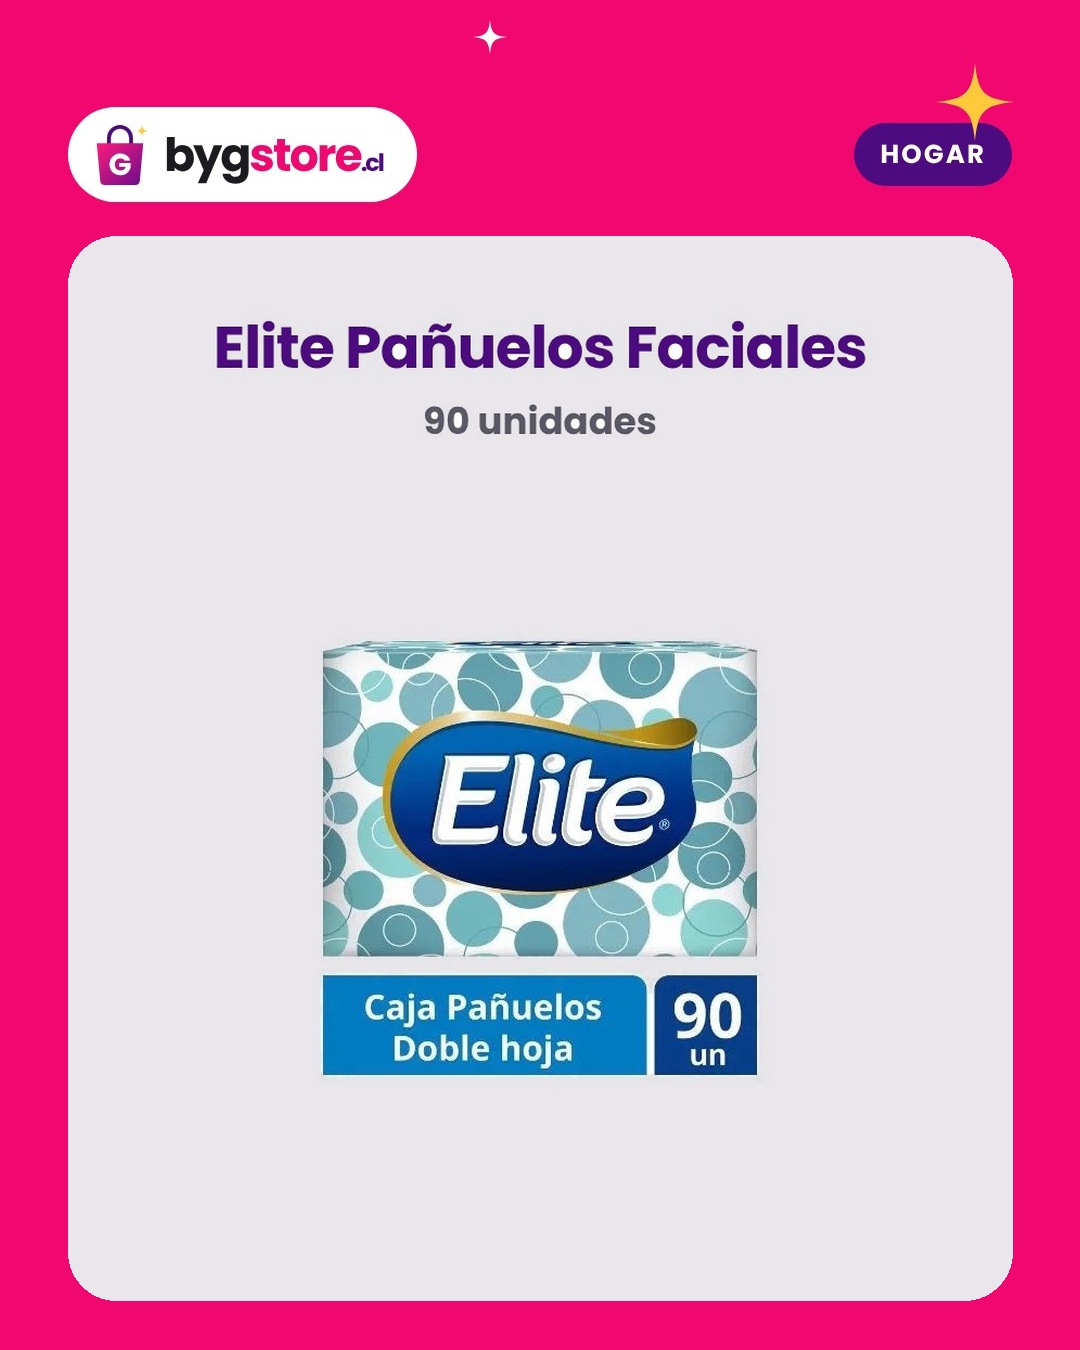 G bygstore.cl
HOGAR
Elite Pañuelos Faciales
90 unidades
Elite®
Caja Pañuelos
Doble hoja
90
un